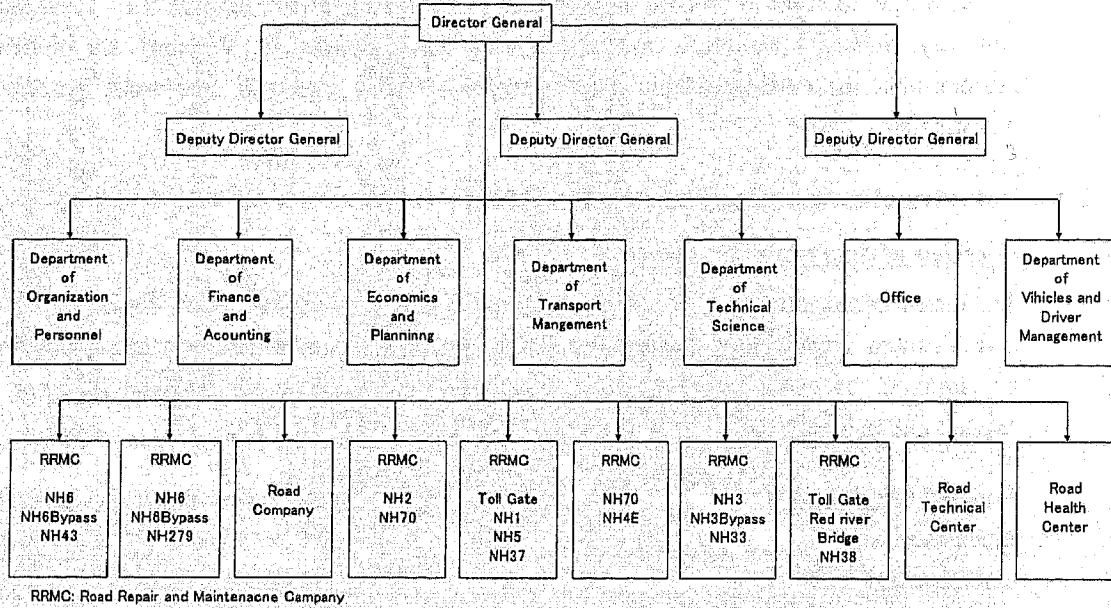 Director General
Deputy Director General
Deputy Director General
Deputy Director General
Department
of
Organization
and
Personnel
Department
of
Finance
and
Acounting
Department
of
Economics
and
Planninng
Department
of
Transport
Mangement
Department
of
Technical
Science
Office
Department
of
Vihicles and
Driver
Management
RRMC
NH6
NH6Bypass
NH43
RRMC
NH6
NH6Bypass
NH279
Road
Company
RRMC
NH2
NH70
RRMC
Toll Gate
NH1
NH5
NH37
RRMC
NH70
NH4E
RRMC
NH3
NH3Bypass
NH33
RRMC
Toll Gate
Red river
Bridge
NH38
Road
Technical
Center
Road
Health
Center
RRMC: Road Repair and Maintenacne Campany